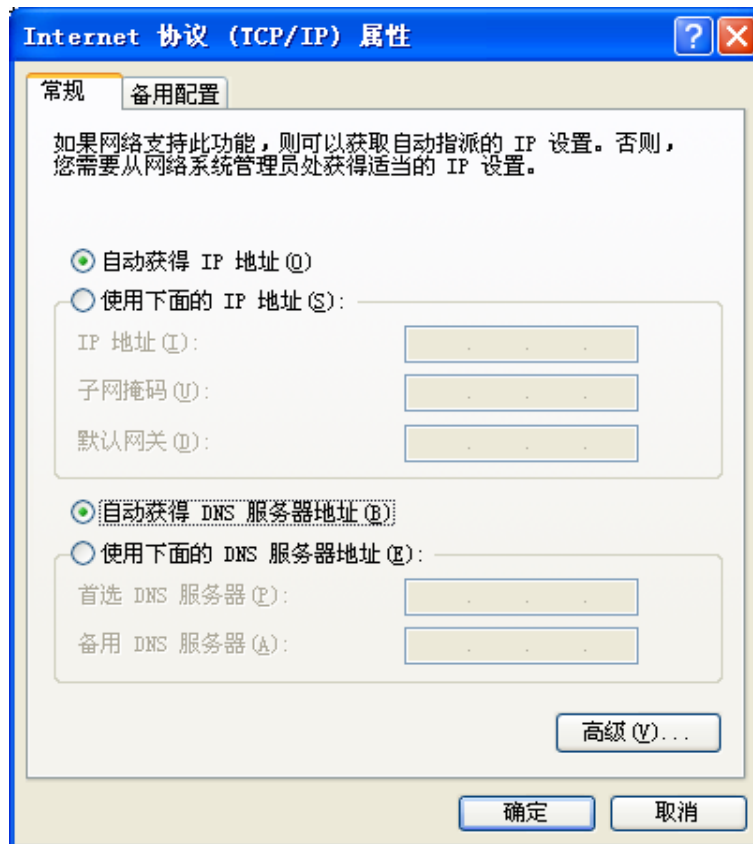 Internet 协议 (TCP/IP) 属性
常规
备用配置
如果网络支持此功能，则可以获取自动指派的 IP 设置。否则，
您需要从网络系统管理员处获得适当的 IP 设置。
自动获得 IP 地址(O)
使用下面的 IP 地址(S):
IP 地址(I):
子网掩码(U):
默认网关(D):
自动获得 DNS 服务器地址(B)
使用下面的 DNS 服务器地址(E):
首选 DNS 服务器(P):
备用 DNS 服务器(A):
高级(V)...
确定
取消